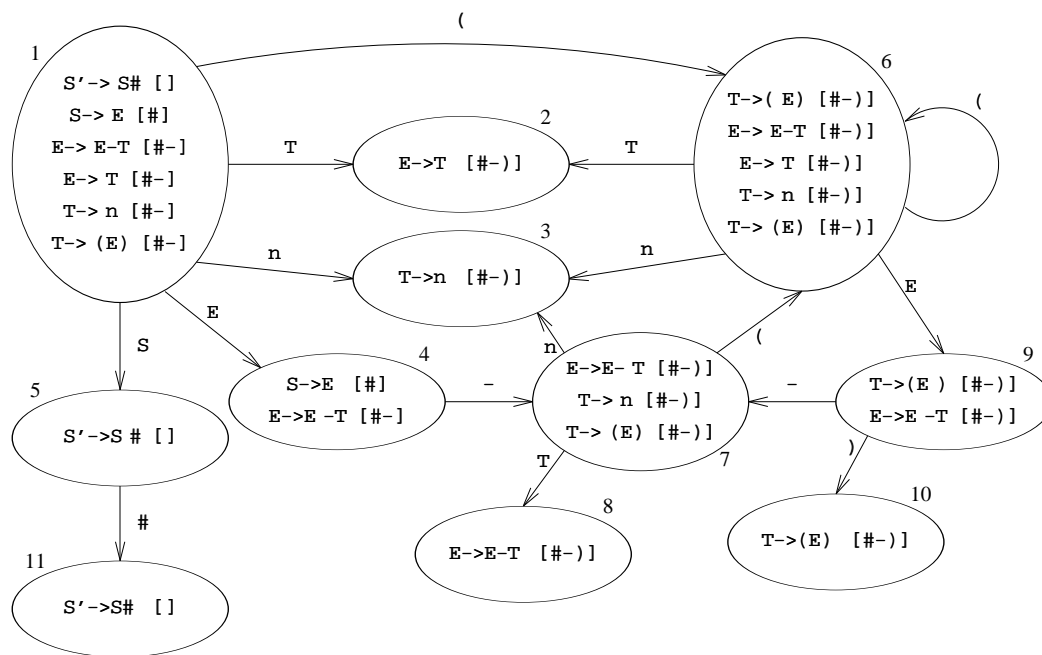 (
1
S'-> S# []
S-> E [#]
E-> E-T [#-]
E-> T [#-]
T-> n [#-]
T-> (E) [#-]
6
T->( E) [#-)]
E-> E-T [#-)]
E-> T [#-)]
T-> n [#-)]
T-> (E) [#-)]
(
2
T
E->T [#-)]
T
3
n
T->n [#-)]
n
E
S
4
S->E [#]
E->E -T [#-]
-
n
(
E->E- T [#-)]
T-> n [#-)]
T-> (E) [#-)]
7
E
-
9
T->(E ) [#-)]
E->E -T [#-)]
5
S'->S # []
T
)
8
E->E-T [#-)]
10
T->(E) [#-)]
#
11
S'->S# []